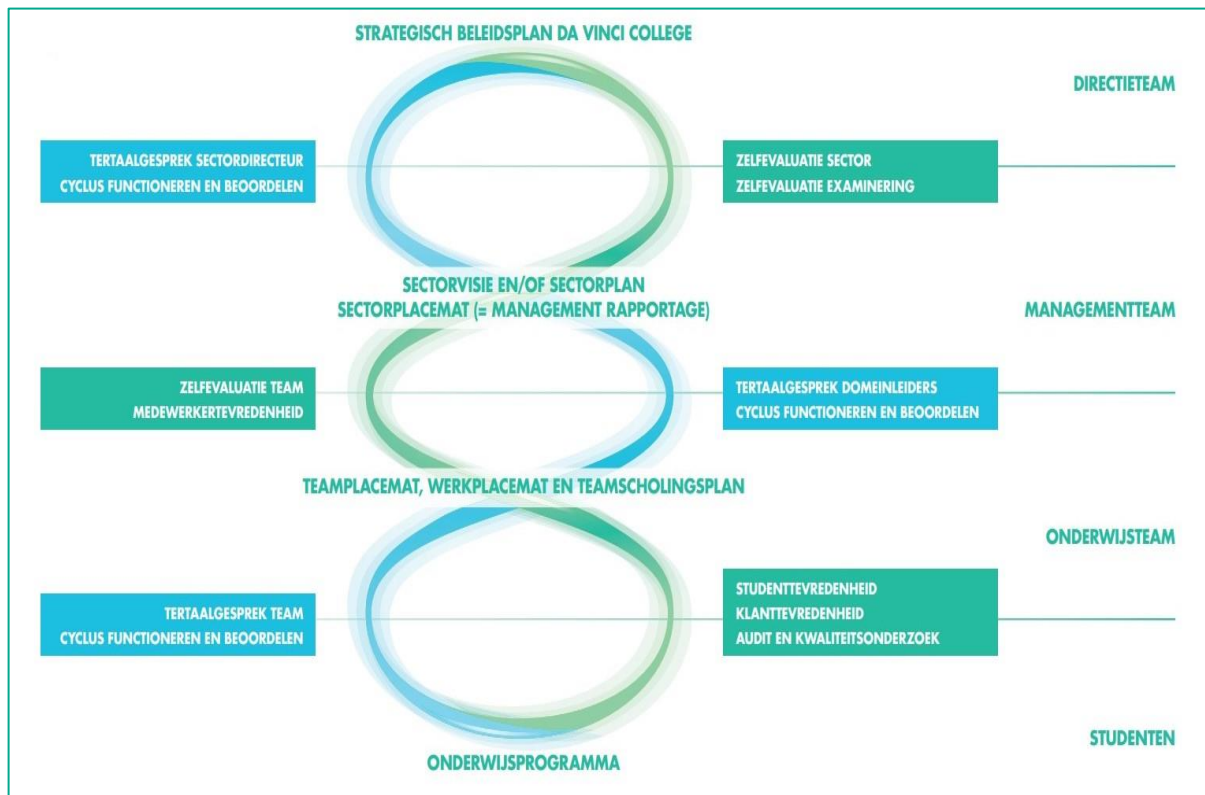 STRATEGISCH BELEIDSPLAN DA VINCI COLLEGE
DIRECTIETEAM
TERTAALGESPREK SECTORDIRECTEUR
CYCLUS FUNCTIONEREN EN BEOORDELEN
ZELFEVALUATIE SECTOR
ZELFEVALUATIE EXAMINERING
SECTORVISIE EN/OF SECTORPLAN
SECTORPLACEMAT (= MANAGEMENT RAPPORTAGE)
MANAGEMENTTEAM
ZELFEVALUATIE TEAM
MEDEWERKERTEVREDENHEID
TERTAALGESPREK DOMEINLEIDERS
CYCLUS FUNCTIONEREN EN BEOORDELEN
TEAMPLACEMAT, WERKPLACEMAT EN TEAMSCHOLINGSPLAN
ONDERWIJSTEAM
TERTAALGESPREK TEAM
CYCLUS FUNCTIONEREN EN BEOORDELEN
STUDENTTEVREDENHEID
KLANTTEVREDENHEID
AUDIT EN KWALITEITSONDERZOEK
STUDENTEN
ONDERWIJSPROGRAMMA